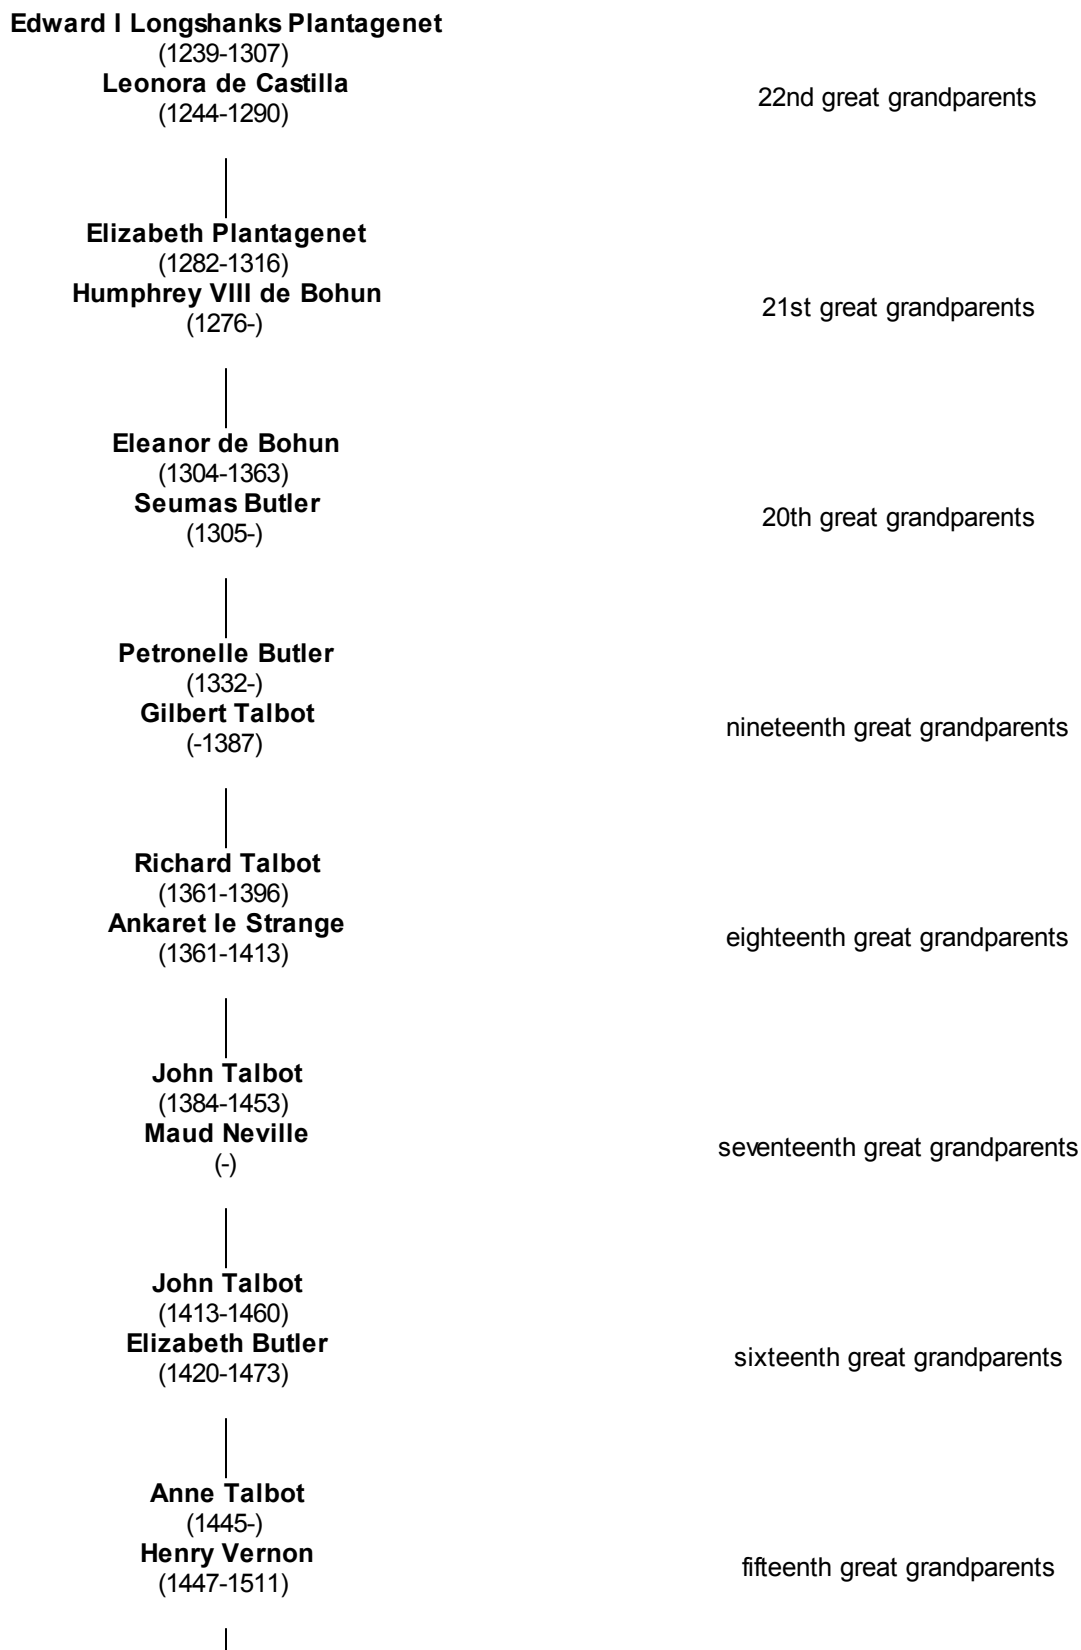 Edward I Longshanks Plantagenet
(1239-1307)
Leonora de Castilla
(1244-1290)
22nd great grandparents
Elizabeth Plantagenet
(1282-1316)
Humphrey VIII de Bohun
(1276-)
21st great grandparents
Eleanor de Bohun
(1304-1363)
Seumas Butler
(1305-)
20th great grandparents
Petronelle Butler
(1332-)
Gilbert Talbot
(-1387)
nineteenth great grandparents
Richard Talbot
(1361-1396)
Ankaret le Strange
(1361-1413)
eighteenth great grandparents
John Talbot
(1384-1453)
Maud Neville
(-)
seventeenth great grandparents
John Talbot
(1413-1460)
Elizabeth Butler
(1420-1473)
sixteenth great grandparents
Anne Talbot
(1445-)
Henry Vernon
(1447-1511)
fifteenth great grandparents